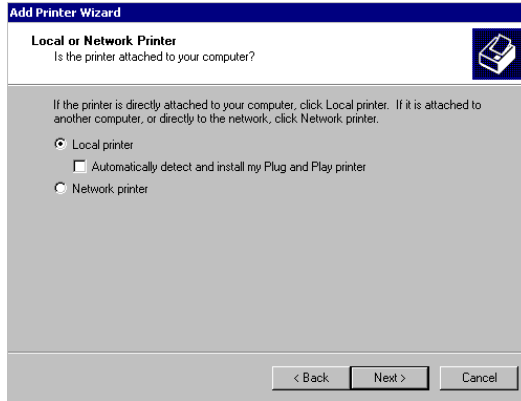 Add Printer Wizard
Local or Network Printer
Is the printer attached to your computer?
If the printer is directly attached to your computer, click Local printer.  If it is attached to
another computer, or directly to the network, click Network printer.
Local printer
Automatically detect and install my Plug and Play printer
Network printer
< Back Next > Cancel